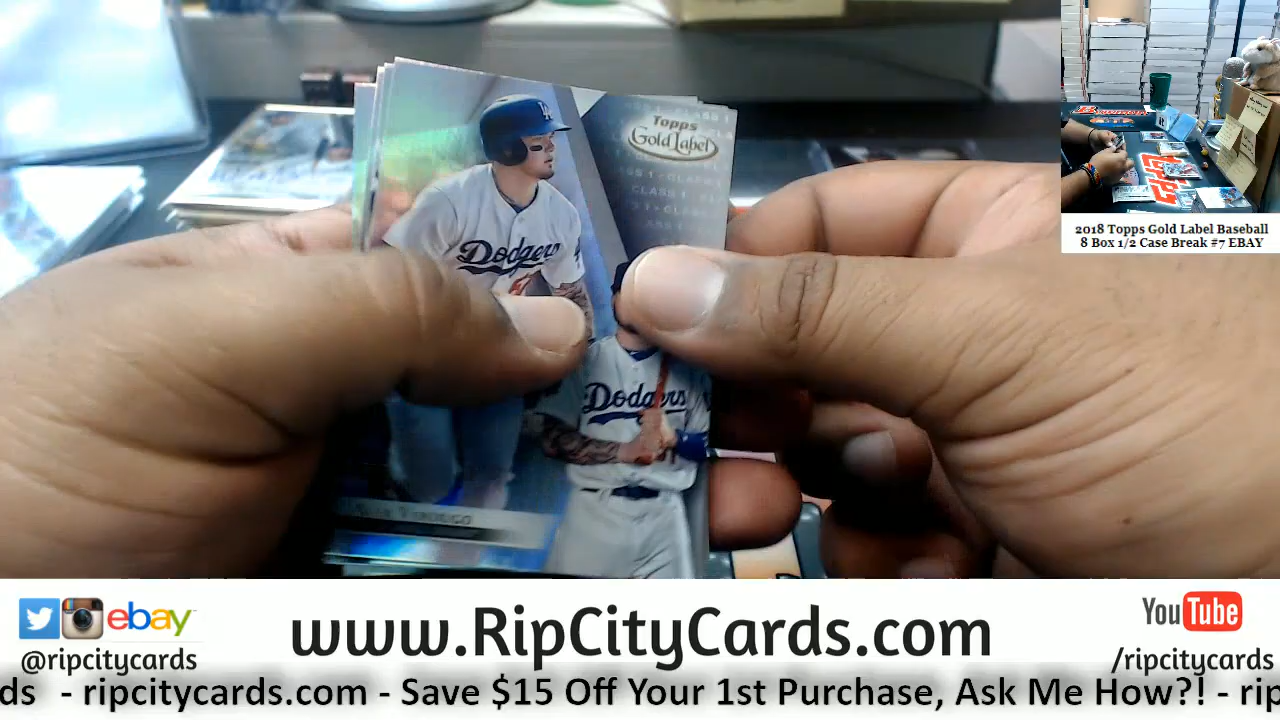 Topps
Gold Label
CLASS 1
Dodgers
Dodgers
2018 Topps Gold Label Baseball
8 Box 1/2 Case Break #7 EBAY
ebay
@ripcitycards
www.RipCityCards.com
YouTube
/ripcitycards
ds - ripcitycards.com - Save $15 Off Your 1st Purchase, Ask Me How?! - rip